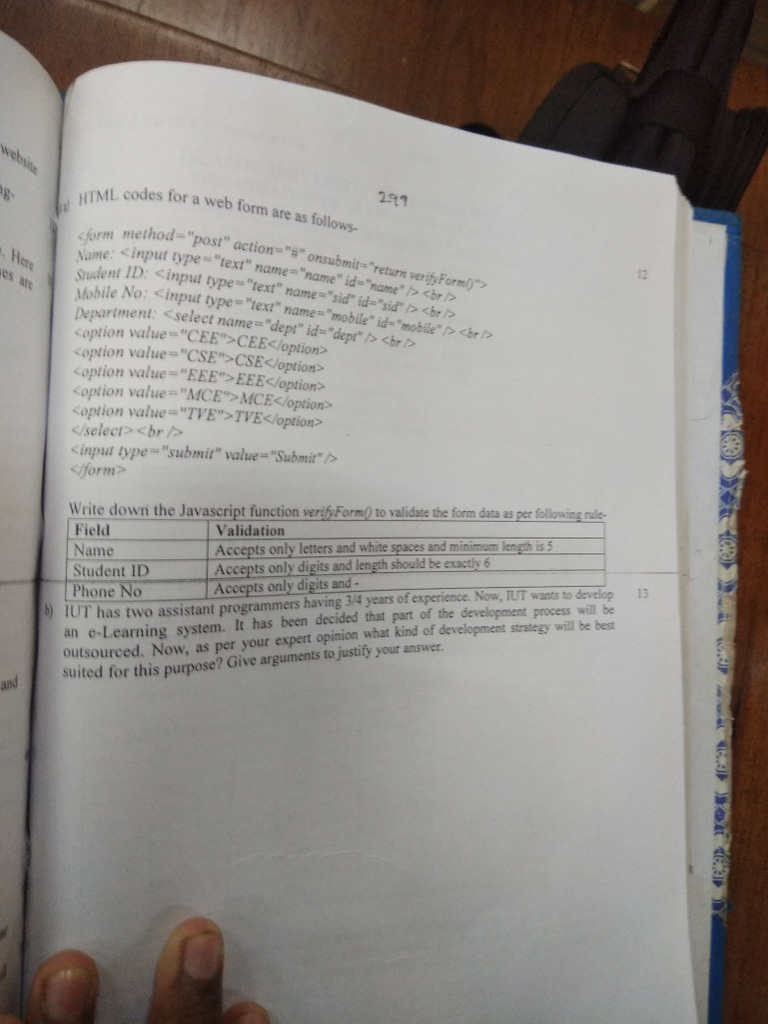 website
ng-
Here
es are
and
299
a) HTML codes for a web form are as follows-
12
<form method="post" action="#" onsubmit="return verifyForm()">
Name: <input type="text" name="name" id="name" /> <br />
Student ID: <input type="text" name="sid" id="sid" /> <br />
Mobile No: <input type="text" name="mobile" id="mobile" /> <br />
Department: <select name="dept" id="dept" /> <br />
<option value="CEE">CEE</option>
<option value="CSE">CSE</option>
<option value="EEE">EEE</option>
<option value="MCE">MCE</option>
<option value="TVE">TVE</option>
</select> <br />
<input type="submit" value="Submit" />
</form>
Write down the Javascript function verifyForm() to validate the form data as per following rule-
Field Validation
Name Accepts only letters and white spaces and minimum length is 5
Student ID Accepts only digits and length should be exactly 6
Phone No Accepts only digits and -
b) IUT has two assistant programmers having 3/4 years of experience. Now, IUT wants to develop 13
an e-Learning system. It has been decided that part of the development process will be
outsourced. Now, as per your expert opinion what kind of development strategy will be best
suited for this purpose? Give arguments to justify your answer.